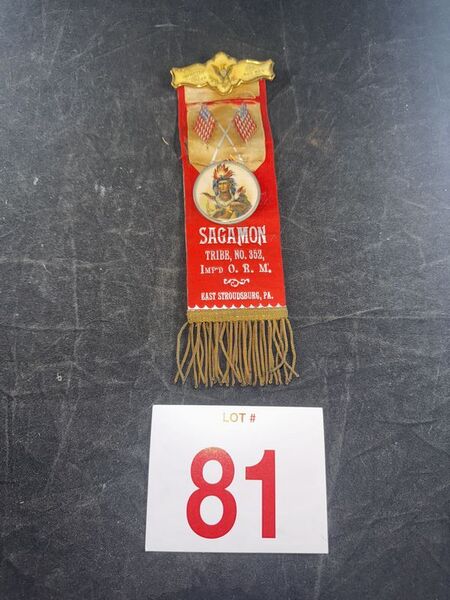 SAGAMON
TRIBE, NO. 352,
IMP'D O. R. M.
EAST STROUDSBURG, PA.
LOT #
81